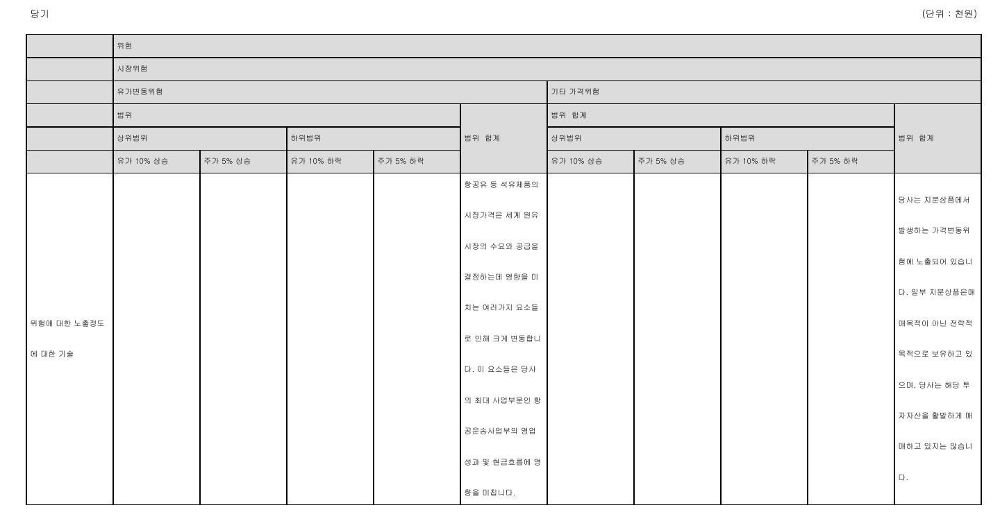 당기
(단위 : 천원)
위험
시장위험
유가변동위험
기타 가격위험
범위
범위 합계
범위 합계
범위 합계
상위범위
하위범위
상위범위
하위범위
유가 10% 상승
주가 5% 상승
유가 10% 하락
주가 5% 하락
유가 10% 상승
주가 5% 상승
유가 10% 하락
주가 5% 하락
위험에 대한 노출정도
에 대한 기술
항공유 등 석유제품의
시장가격은 세계 원유
시장의 수요와 공급을
결정하는데 영향을 미
치는 여러가지 요소들
로 인해 크게 변동합니
다. 이 요소들은 당사
의 최대 사업부문인 항
공운송사업부의 영업
성과 및 현금흐름에 영
향을 미칩니다.
당사는 지분상품에서
발생하는 가격변동위
험에 노출되어 있습니
다. 일부 지분상품은매
매목적이 아닌 전략적
목적으로 보유하고 있
으며, 당사는 해당 투
자자산을 활발하게 매
매하고 있지는 않습니
다.